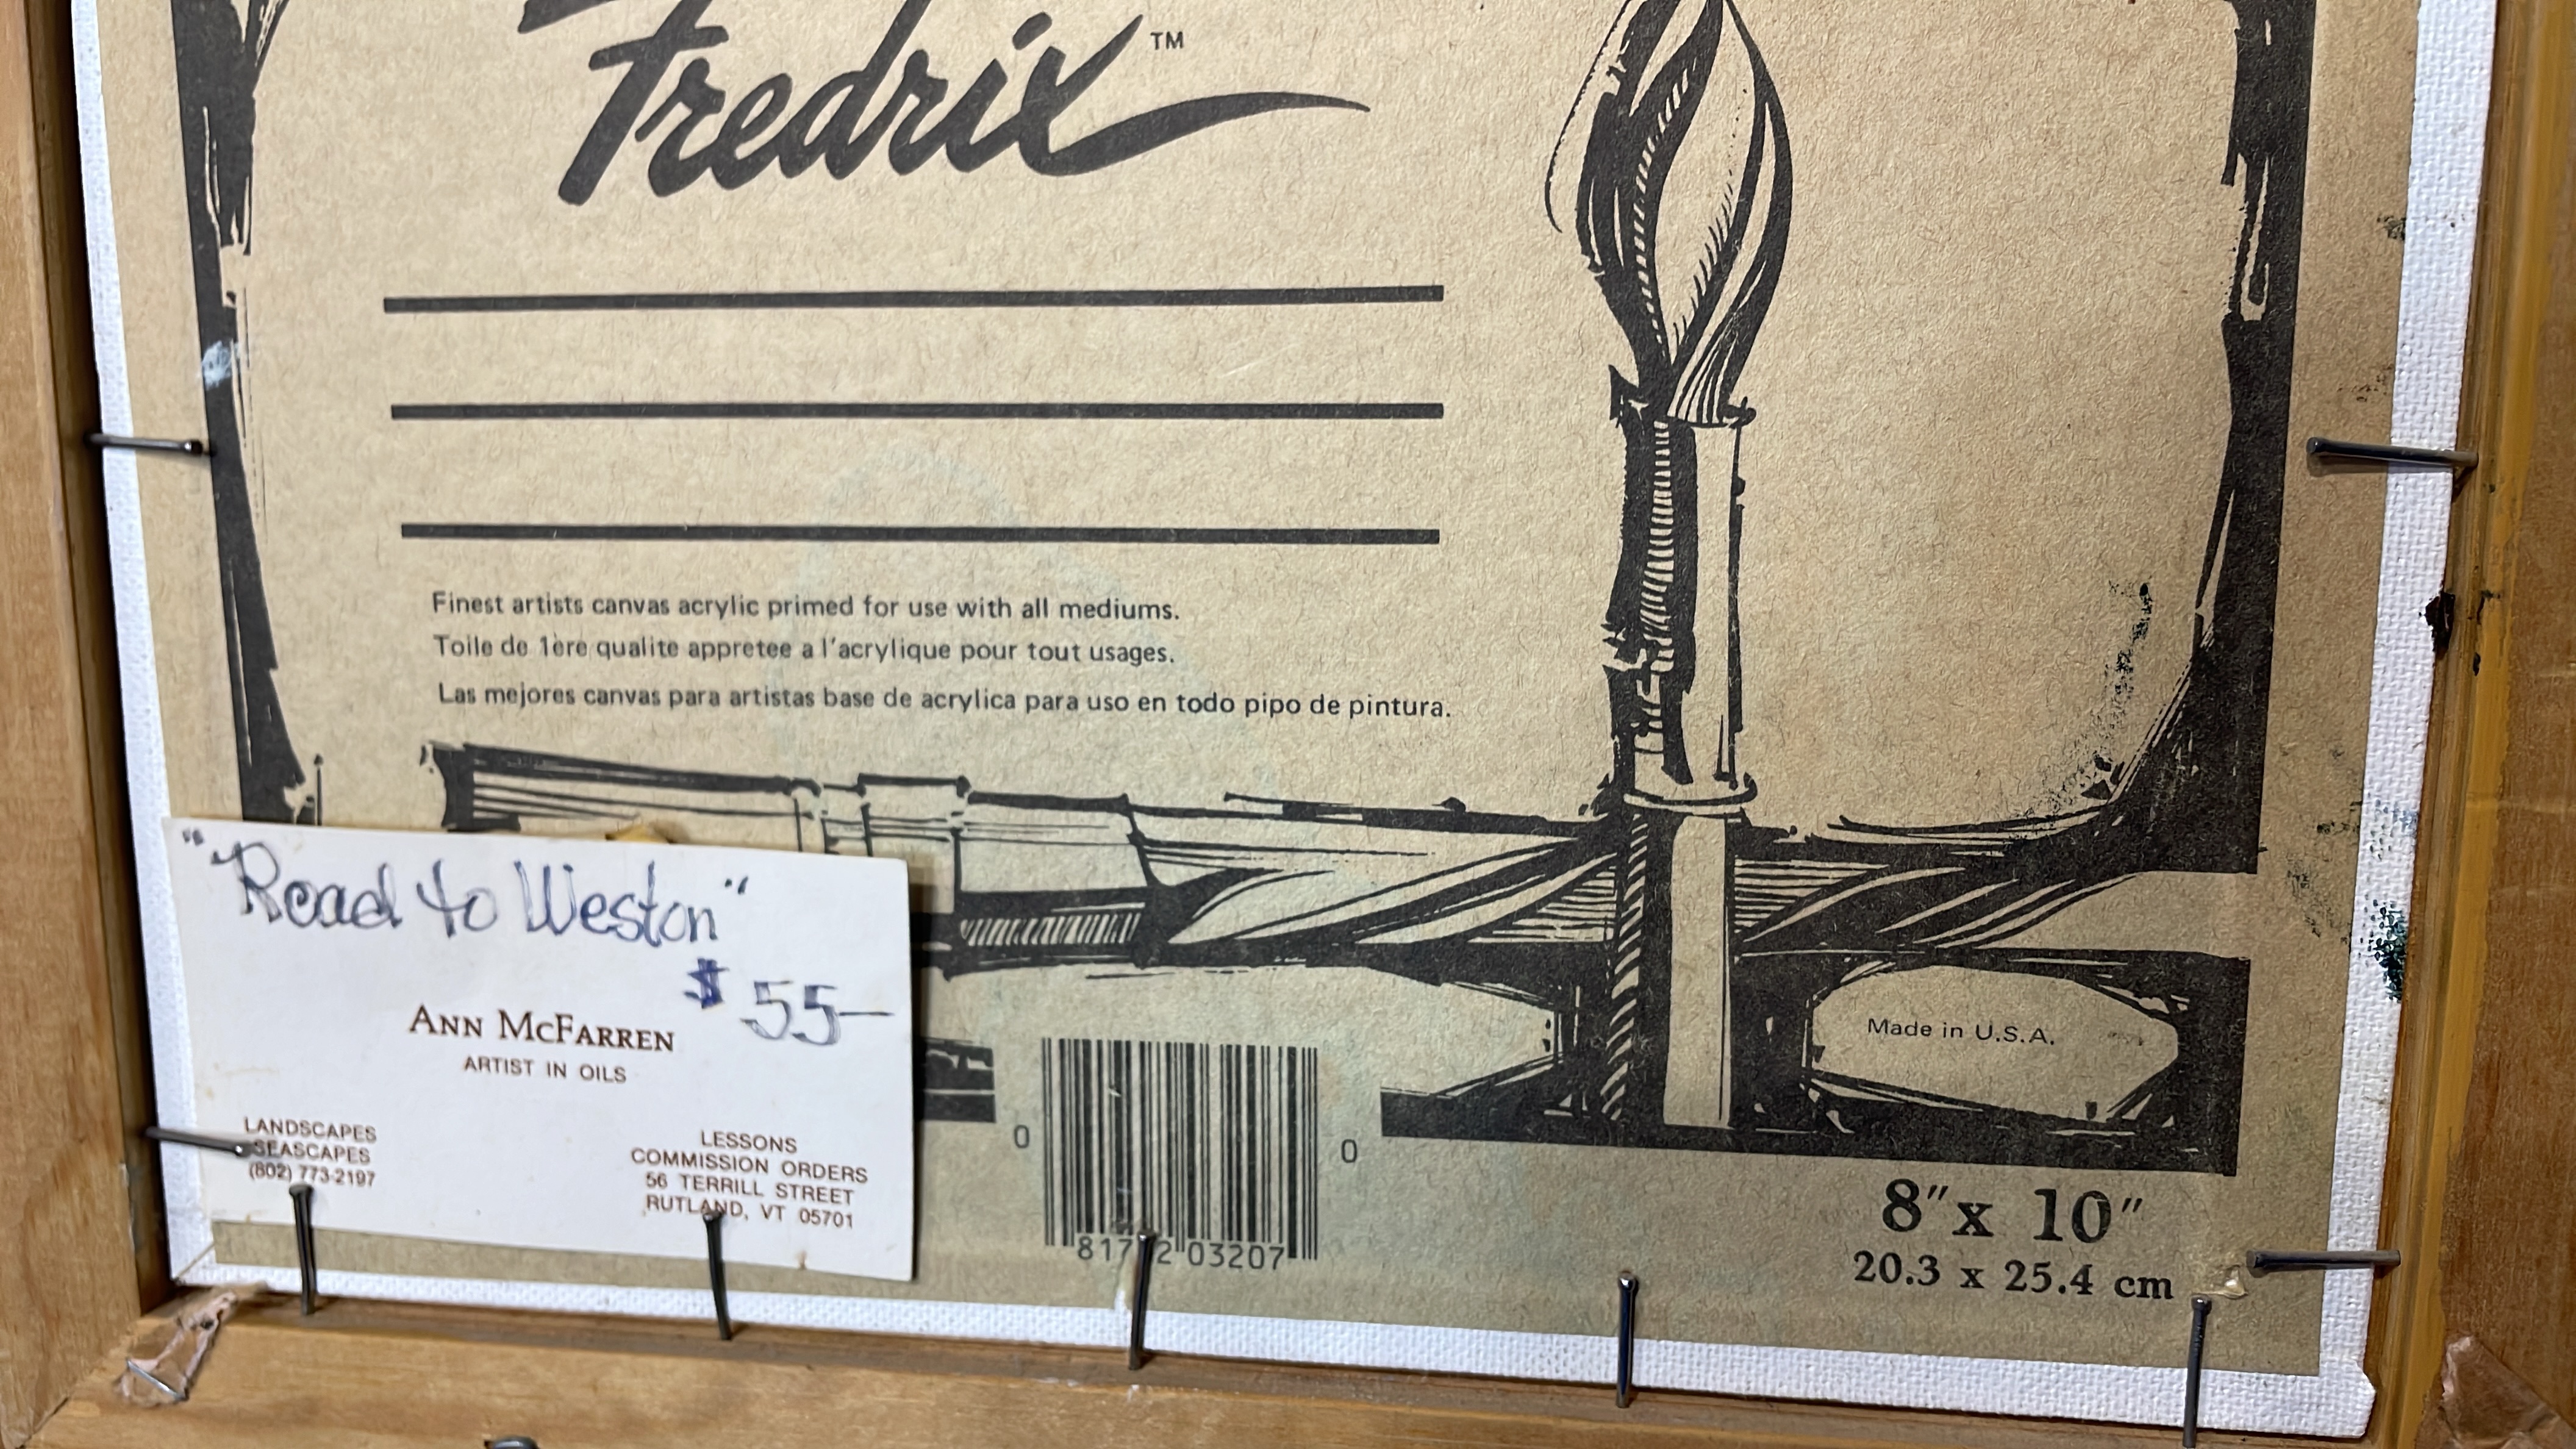 Fredrix™
Finest artists canvas acrylic primed for use with all mediums.
Toile de 1ère qualite appretee a l'acrylique pour tout usages.
Las mejores canvas para artistas base de acrylica para uso en todo pipo de pintura.
"Road to Weston"
$55—
ANN MCFARREN
ARTIST IN OILS
LANDSCAPES
SEASCAPES
(802) 773-2197
LESSONS
COMMISSION ORDERS
56 TERRILL STREET
RUTLAND, VT 05701
0 0
03207
Made in U.S.A.
8" x 10"
20.3 x 25.4 cm